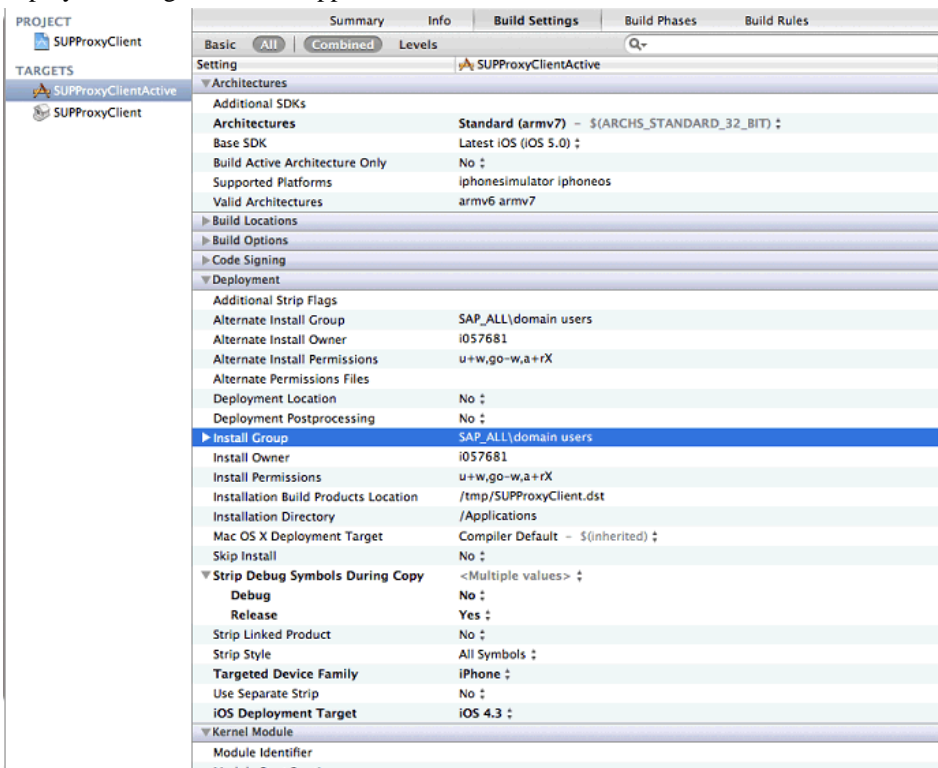 PROJECT
SUPProxyClient
TARGETS
SUPProxyClientActive
SUPProxyClient
Summary Info Build Settings Build Phases Build Rules
Basic All Combined Levels
Setting SUPProxyClientActive
Architectures
Additional SDKs
Architectures Standard (armv7) – $(ARCHS_STANDARD_32_BIT)
Base SDK Latest iOS (iOS 5.0)
Build Active Architecture Only No
Supported Platforms iphonesimulator iphoneos
Valid Architectures armv6 armv7
Build Locations
Build Options
Code Signing
Deployment
Additional Strip Flags
Alternate Install Group SAP_ALL\domain users
Alternate Install Owner i057681
Alternate Install Permissions u+w,go-w,a+rX
Alternate Permissions Files
Deployment Location No
Deployment Postprocessing No
Install Group SAP_ALL\domain users
Install Owner i057681
Install Permissions u+w,go-w,a+rX
Installation Build Products Location /tmp/SUPProxyClient.dst
Installation Directory /Applications
Mac OS X Deployment Target Compiler Default – $(inherited)
Skip Install No
Strip Debug Symbols During Copy <Multiple values>
Debug No
Release Yes
Strip Linked Product No
Strip Style All Symbols
Targeted Device Family iPhone
Use Separate Strip No
iOS Deployment Target iOS 4.3
Kernel Module
Module Identifier